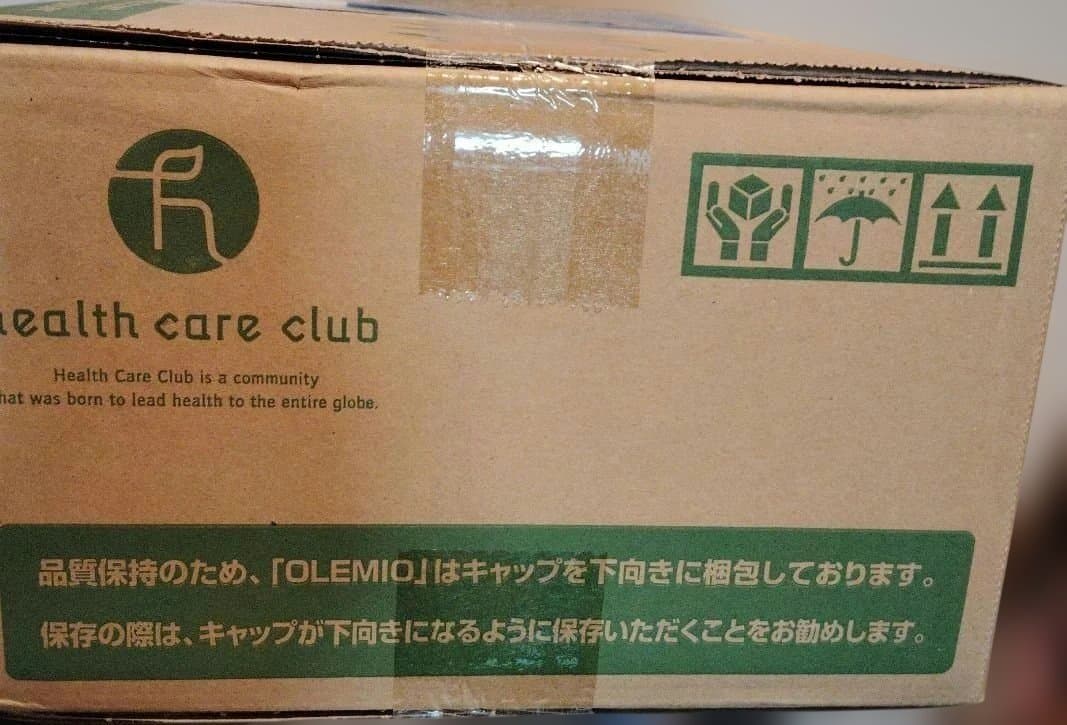 health care club
Health Care Club is a community
that was born to lead health to the entire globe.
品質保持のため、「OLEMIO」はキャップを下向きに梱包しております。
保存の際は、キャップが下向きになるように保存いただくことをお勧めします。